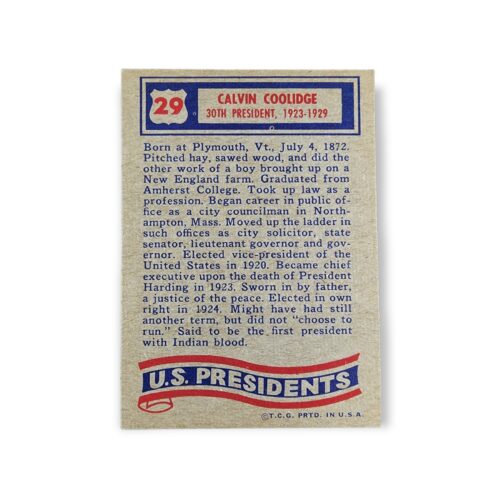 29
CALVIN COOLIDGE
30TH PRESIDENT, 1923-1929
Born at Plymouth, Vt., July 4, 1872.
Pitched hay, sawed wood, and did the
other work of a boy brought up on a
New England farm. Graduated from
Amherst College. Took up law as a
profession. Began career in public of-
fice as a city councilman in North-
ampton, Mass. Moved up the ladder in
such offices as city solicitor, state
senator, lieutenant governor and gov-
ernor. Elected vice-president of the
United States in 1920. Became chief
executive upon the death of President
Harding in 1923. Sworn in by father,
a justice of the peace. Elected in own
right in 1924. Might have had still
another term, but did not "choose to
run." Said to be the first president
with Indian blood.
U.S. PRESIDENTS
©T.C.G. PRTD. IN U.S.A.